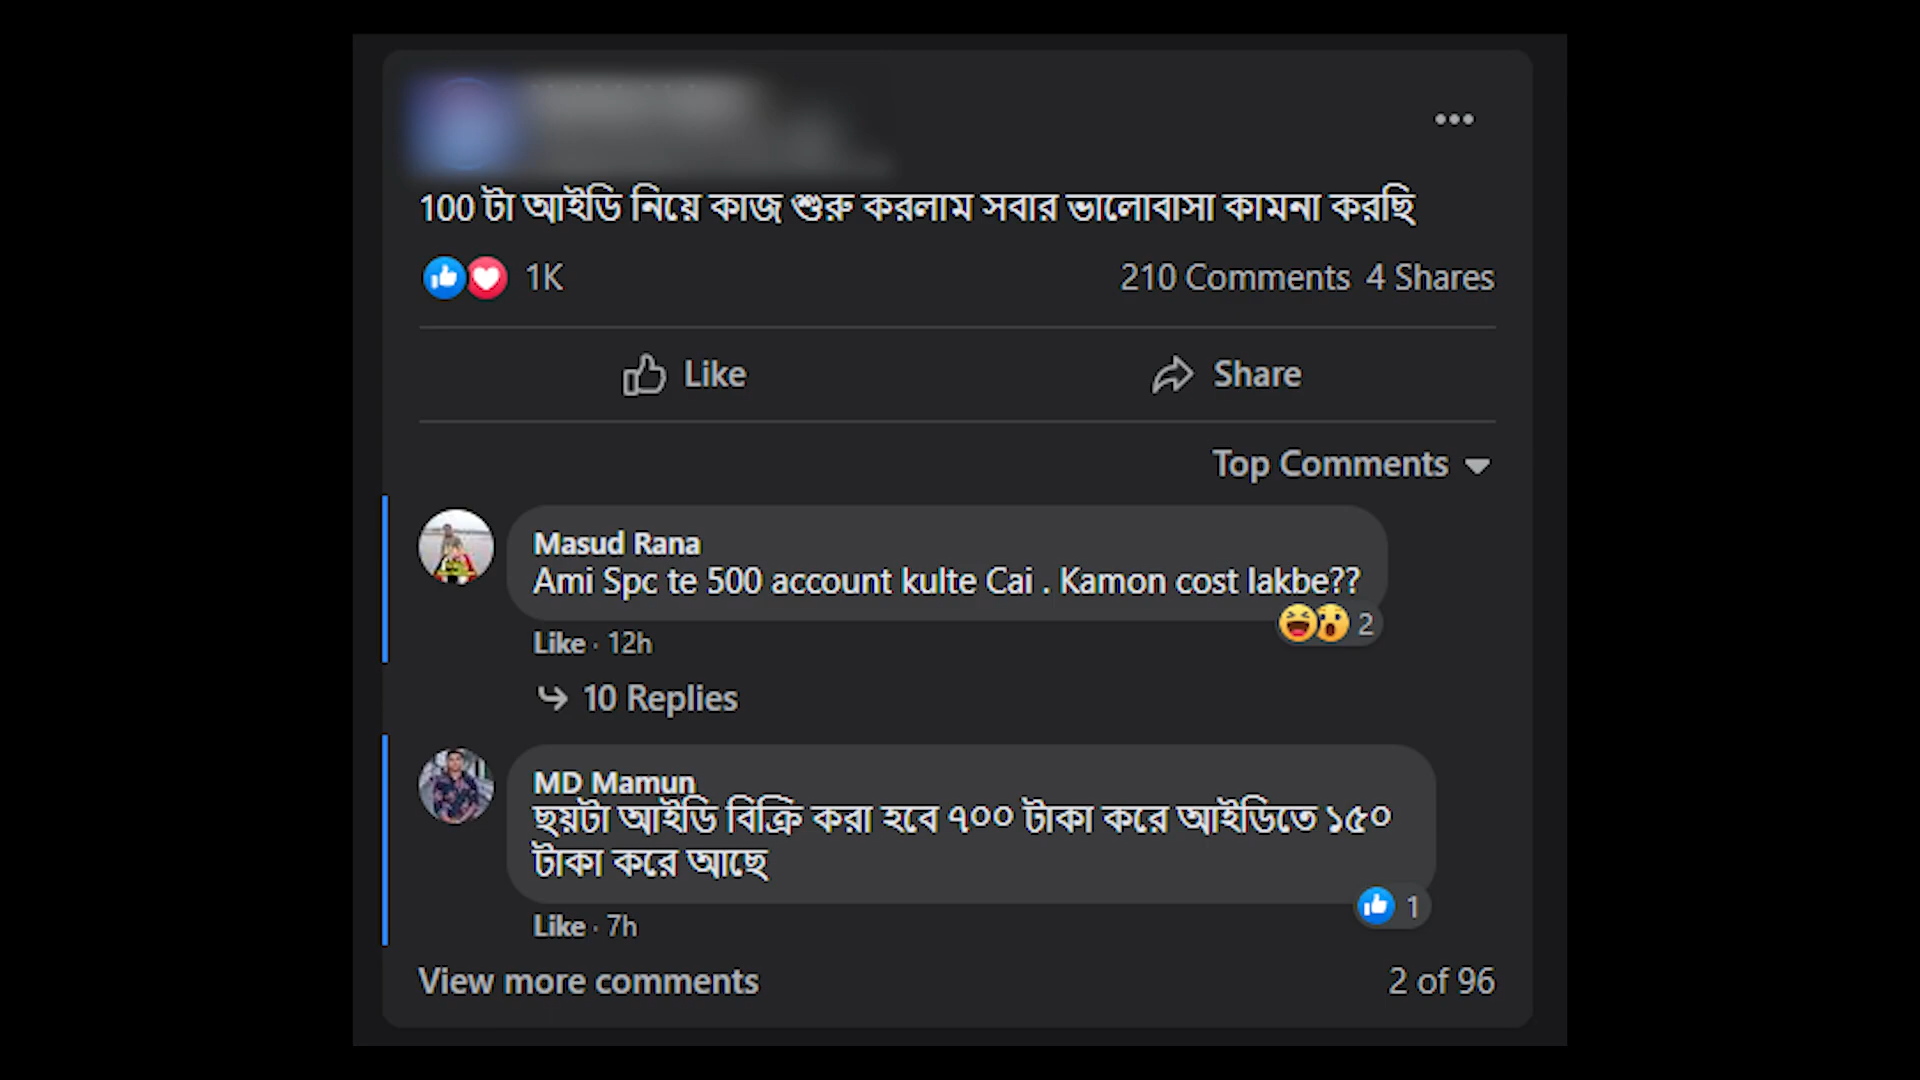 100 টা আইডি নিয়ে কাজ শুরু করলাম সবার ভালোবাসা কামনা করছি
1K
210 Comments 4 Shares
Like
Share
Top Comments
Masud Rana
Ami Spc te 500 account kulte Cai . Kamon cost lakbe??
2
Like · 12h
10 Replies
MD Mamun
ছয়টা আইডি বিক্রি করা হবে ৭০০ টাকা করে আইডিতে ১৫০
টাকা করে আছে
1
Like · 7h
View more comments
2 of 96